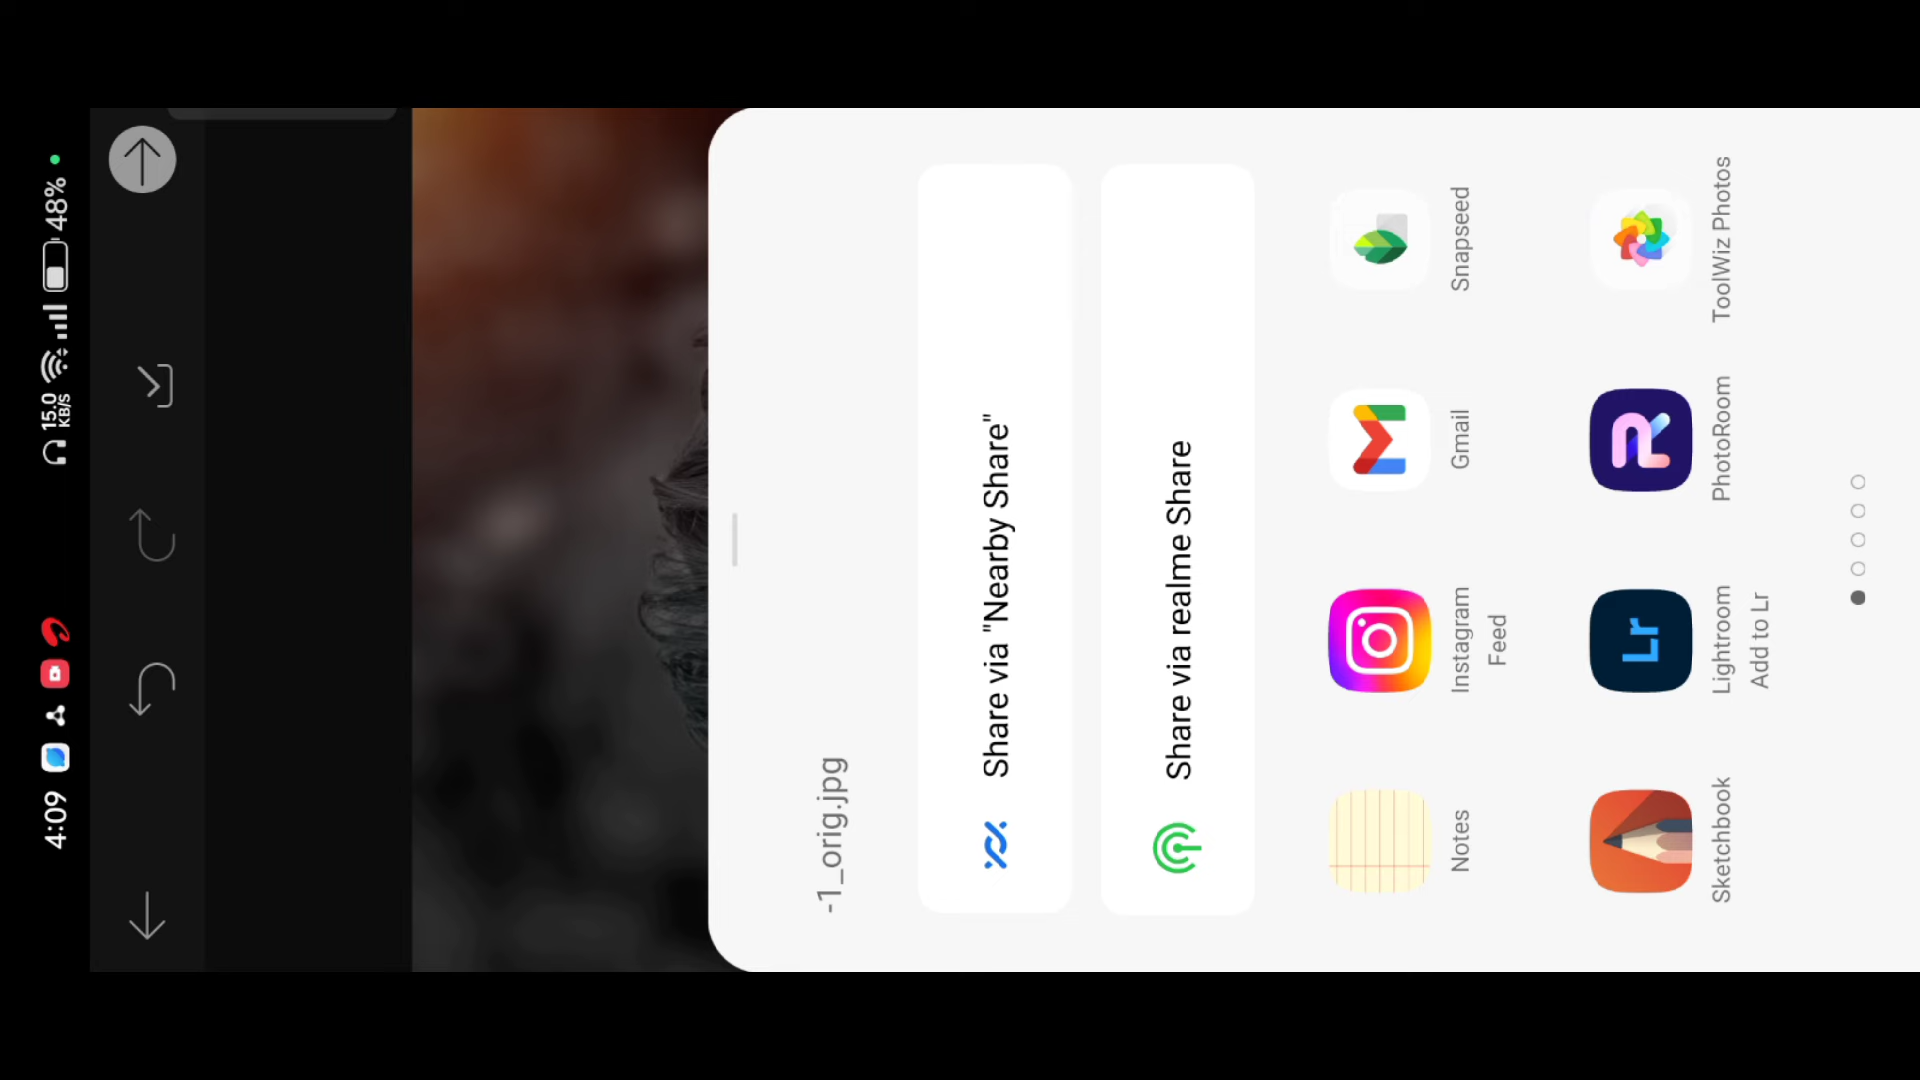 4:09
15.0
KB/S
48%
-1_orig.jpg
Share via "Nearby Share"
Share via realme Share
Notes
Instagram
Feed
Gmail
Snapseed
Lr
Sketchbook
Lightroom
Add to Lr
PhotoRoom
ToolWiz Photos